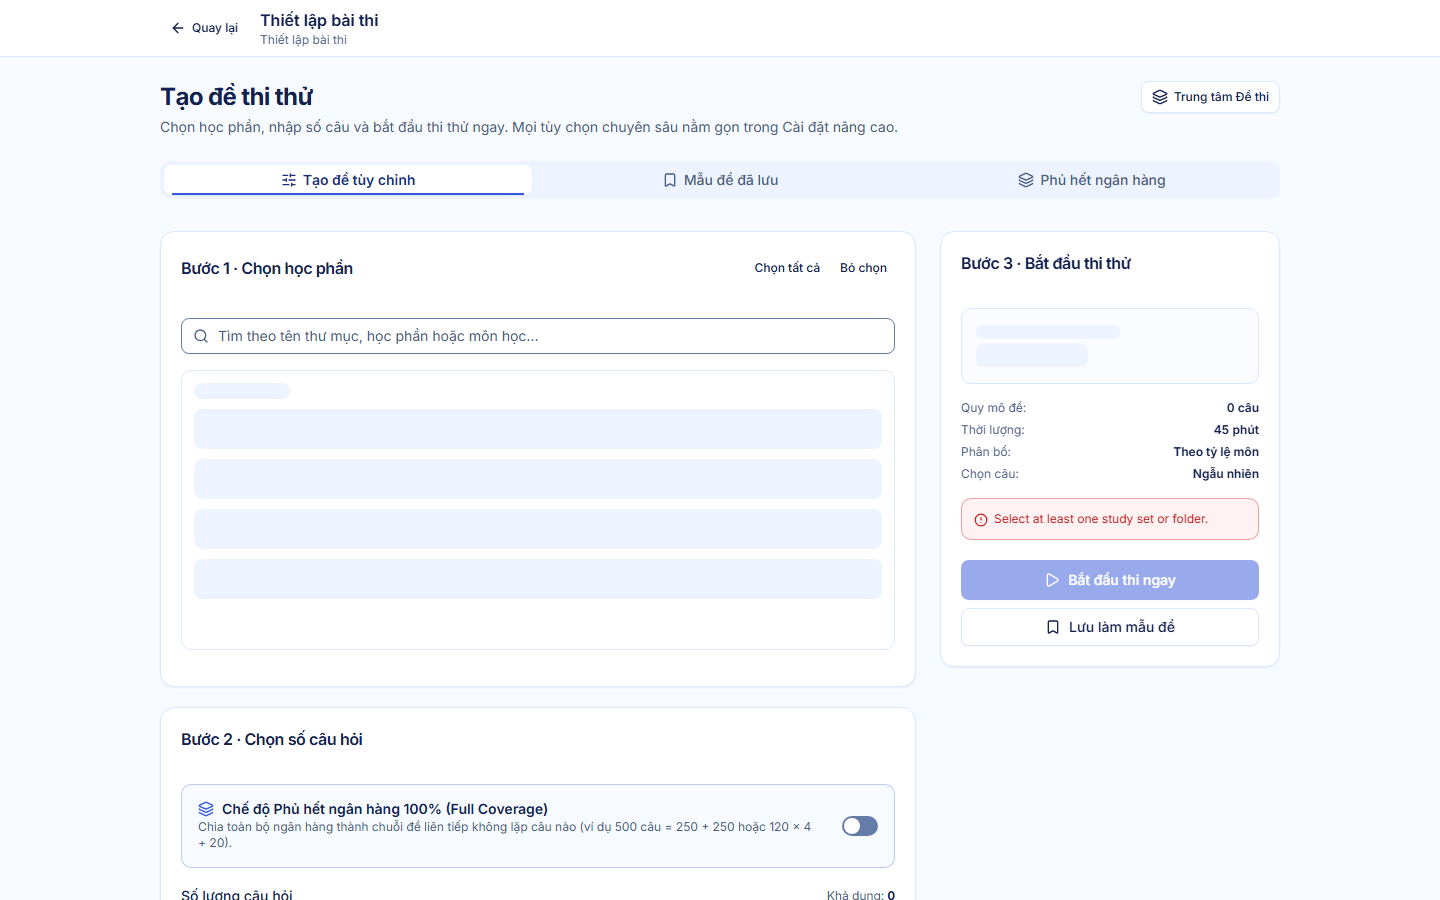 Quay lại
Thiết lập bài thi
Thiết lập bài thi
Tạo đề thi thử
Chọn học phần, nhập số câu và bắt đầu thi thử ngay. Mọi tùy chọn chuyên sâu nằm gọn trong Cài đặt nâng cao.
Trung tâm Đề thi
Tạo đề tùy chỉnh
Mẫu đề đã lưu
Phủ hết ngân hàng
Bước 1 · Chọn học phần
Chọn tất cả
Bỏ chọn
Tìm theo tên thư mục, học phần hoặc môn học...
Bước 3 · Bắt đầu thi thử
Quy mô đề:
0 câu
Thời lượng:
45 phút
Phân bổ:
Theo tỷ lệ môn
Chọn câu:
Ngẫu nhiên
Select at least one study set or folder.
Bắt đầu thi ngay
Lưu làm mẫu đề
Bước 2 · Chọn số câu hỏi
Chế độ Phủ hết ngân hàng 100% (Full Coverage)
Chia toàn bộ ngân hàng thành chuỗi đề liên tiếp không lặp câu nào (ví dụ 500 câu = 250 + 250 hoặc 120 × 4
+ 20).
Số lượng câu hỏi
Khả dụng: 0